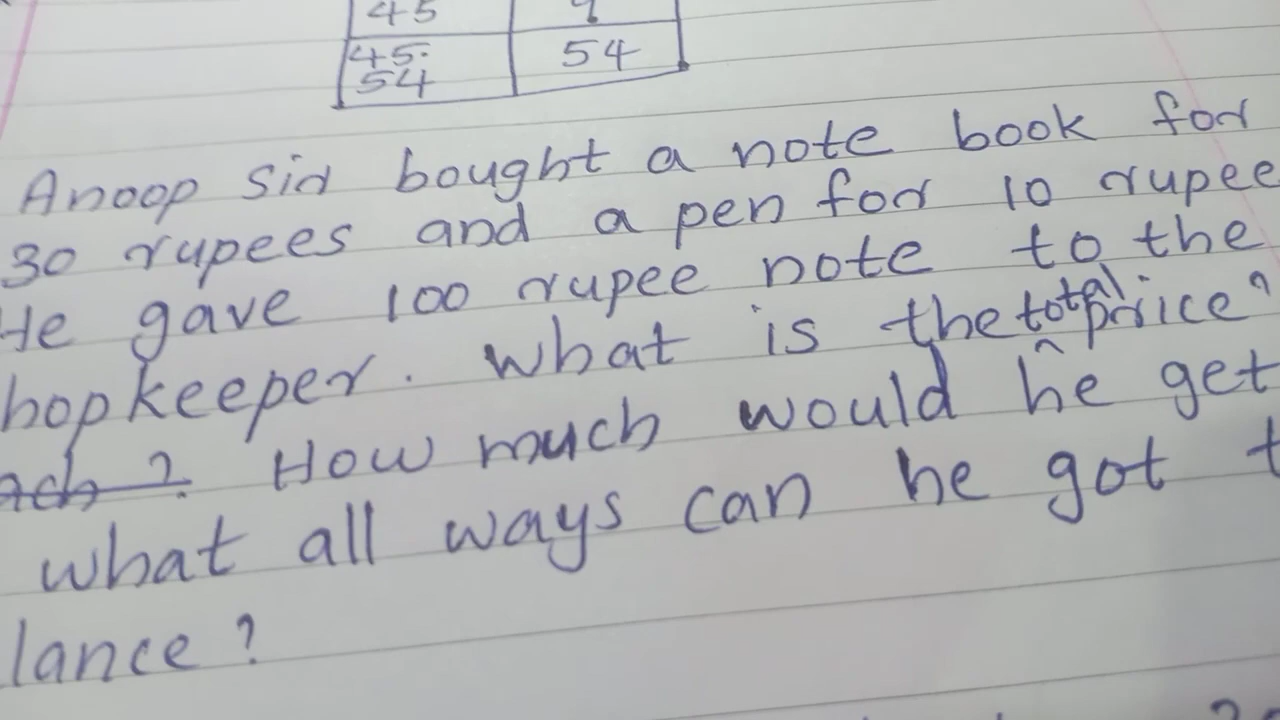 45
45
54
54
Anoop Sir bought a note book for
30 rupees and a pen for 10 rupee
He gave 100 rupee note to the
hopkeeper. What is the total price?
How much would he get
what all ways can he got t
lance?